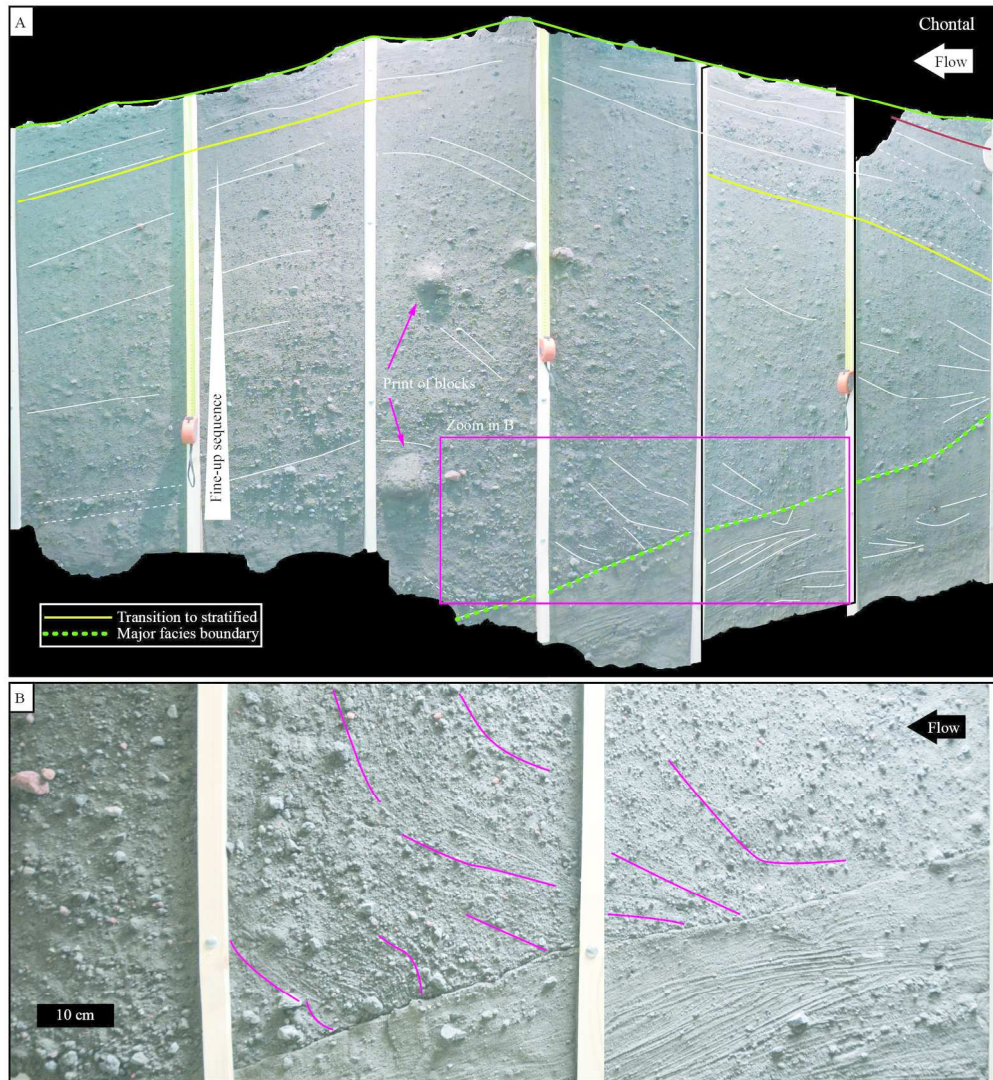 A
Chontal
Flow
Print of blocks
Zoom in B
Fine-up sequence
Transition to stratified
Major facies boundary
B
Flow
10 cm